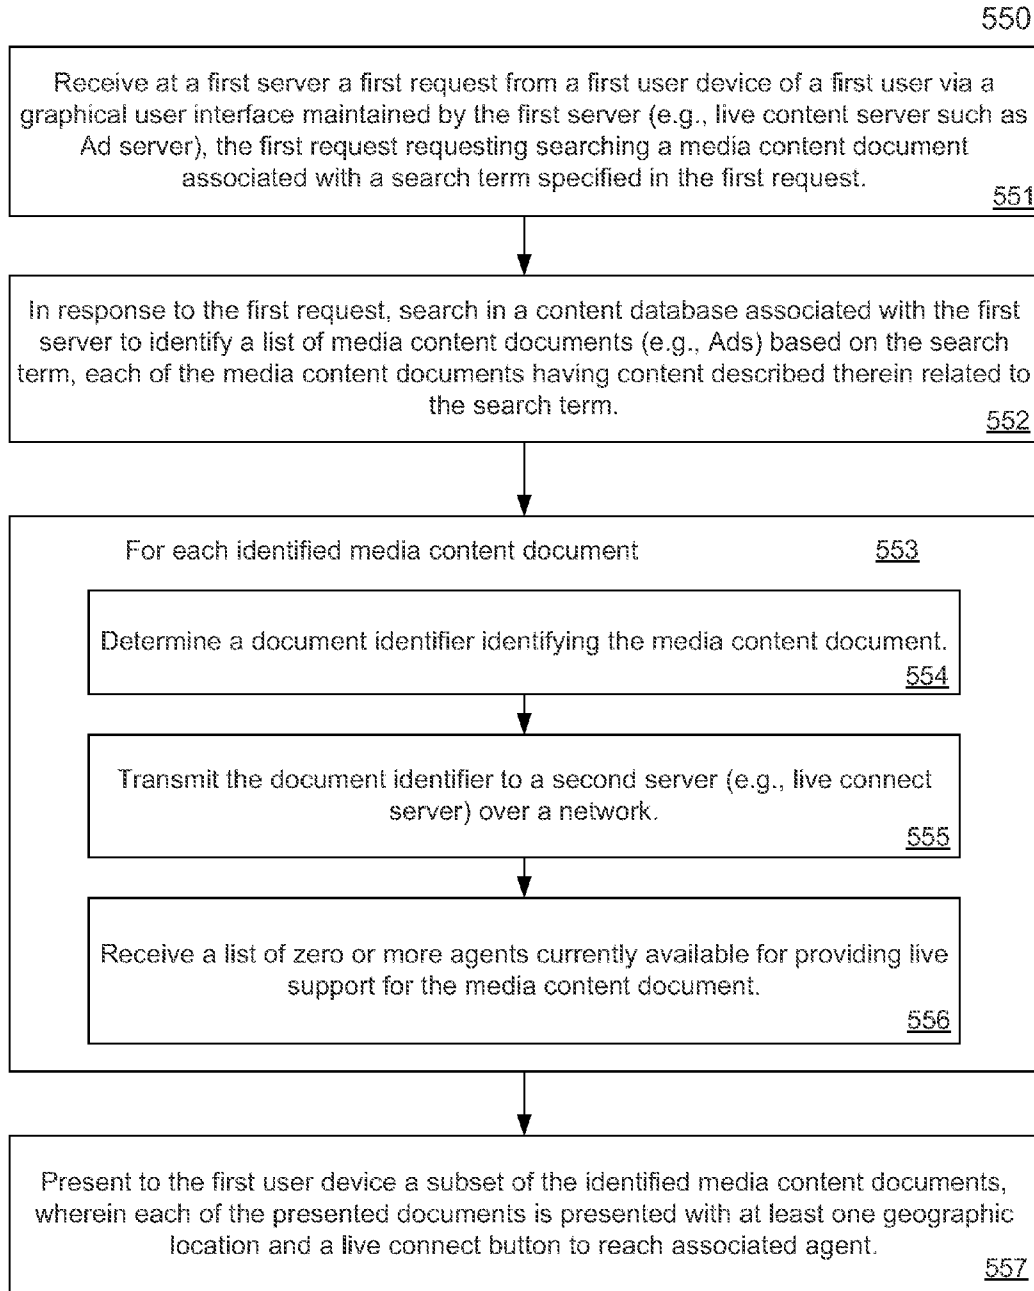 550
Receive at a first server a first request from a first user device of a first user via a
graphical user interface maintained by the first server (e.g., live content server such as
Ad server), the first request requesting searching a media content document
associated with a search term specified in the first request.
551
In response to the first request, search in a content database associated with the first
server to identify a list of media content documents (e.g., Ads) based on the search
term, each of the media content documents having content described therein related to
the search term.
552
For each identified media content document
553
Determine a document identifier identifying the media content document.
554
Transmit the document identifier to a second server (e.g., live connect
server) over a network.
555
Receive a list of zero or more agents currently available for providing live
support for the media content document.
556
Present to the first user device a subset of the identified media content documents,
wherein each of the presented documents is presented with at least one geographic
location and a live connect button to reach associated agent.
557